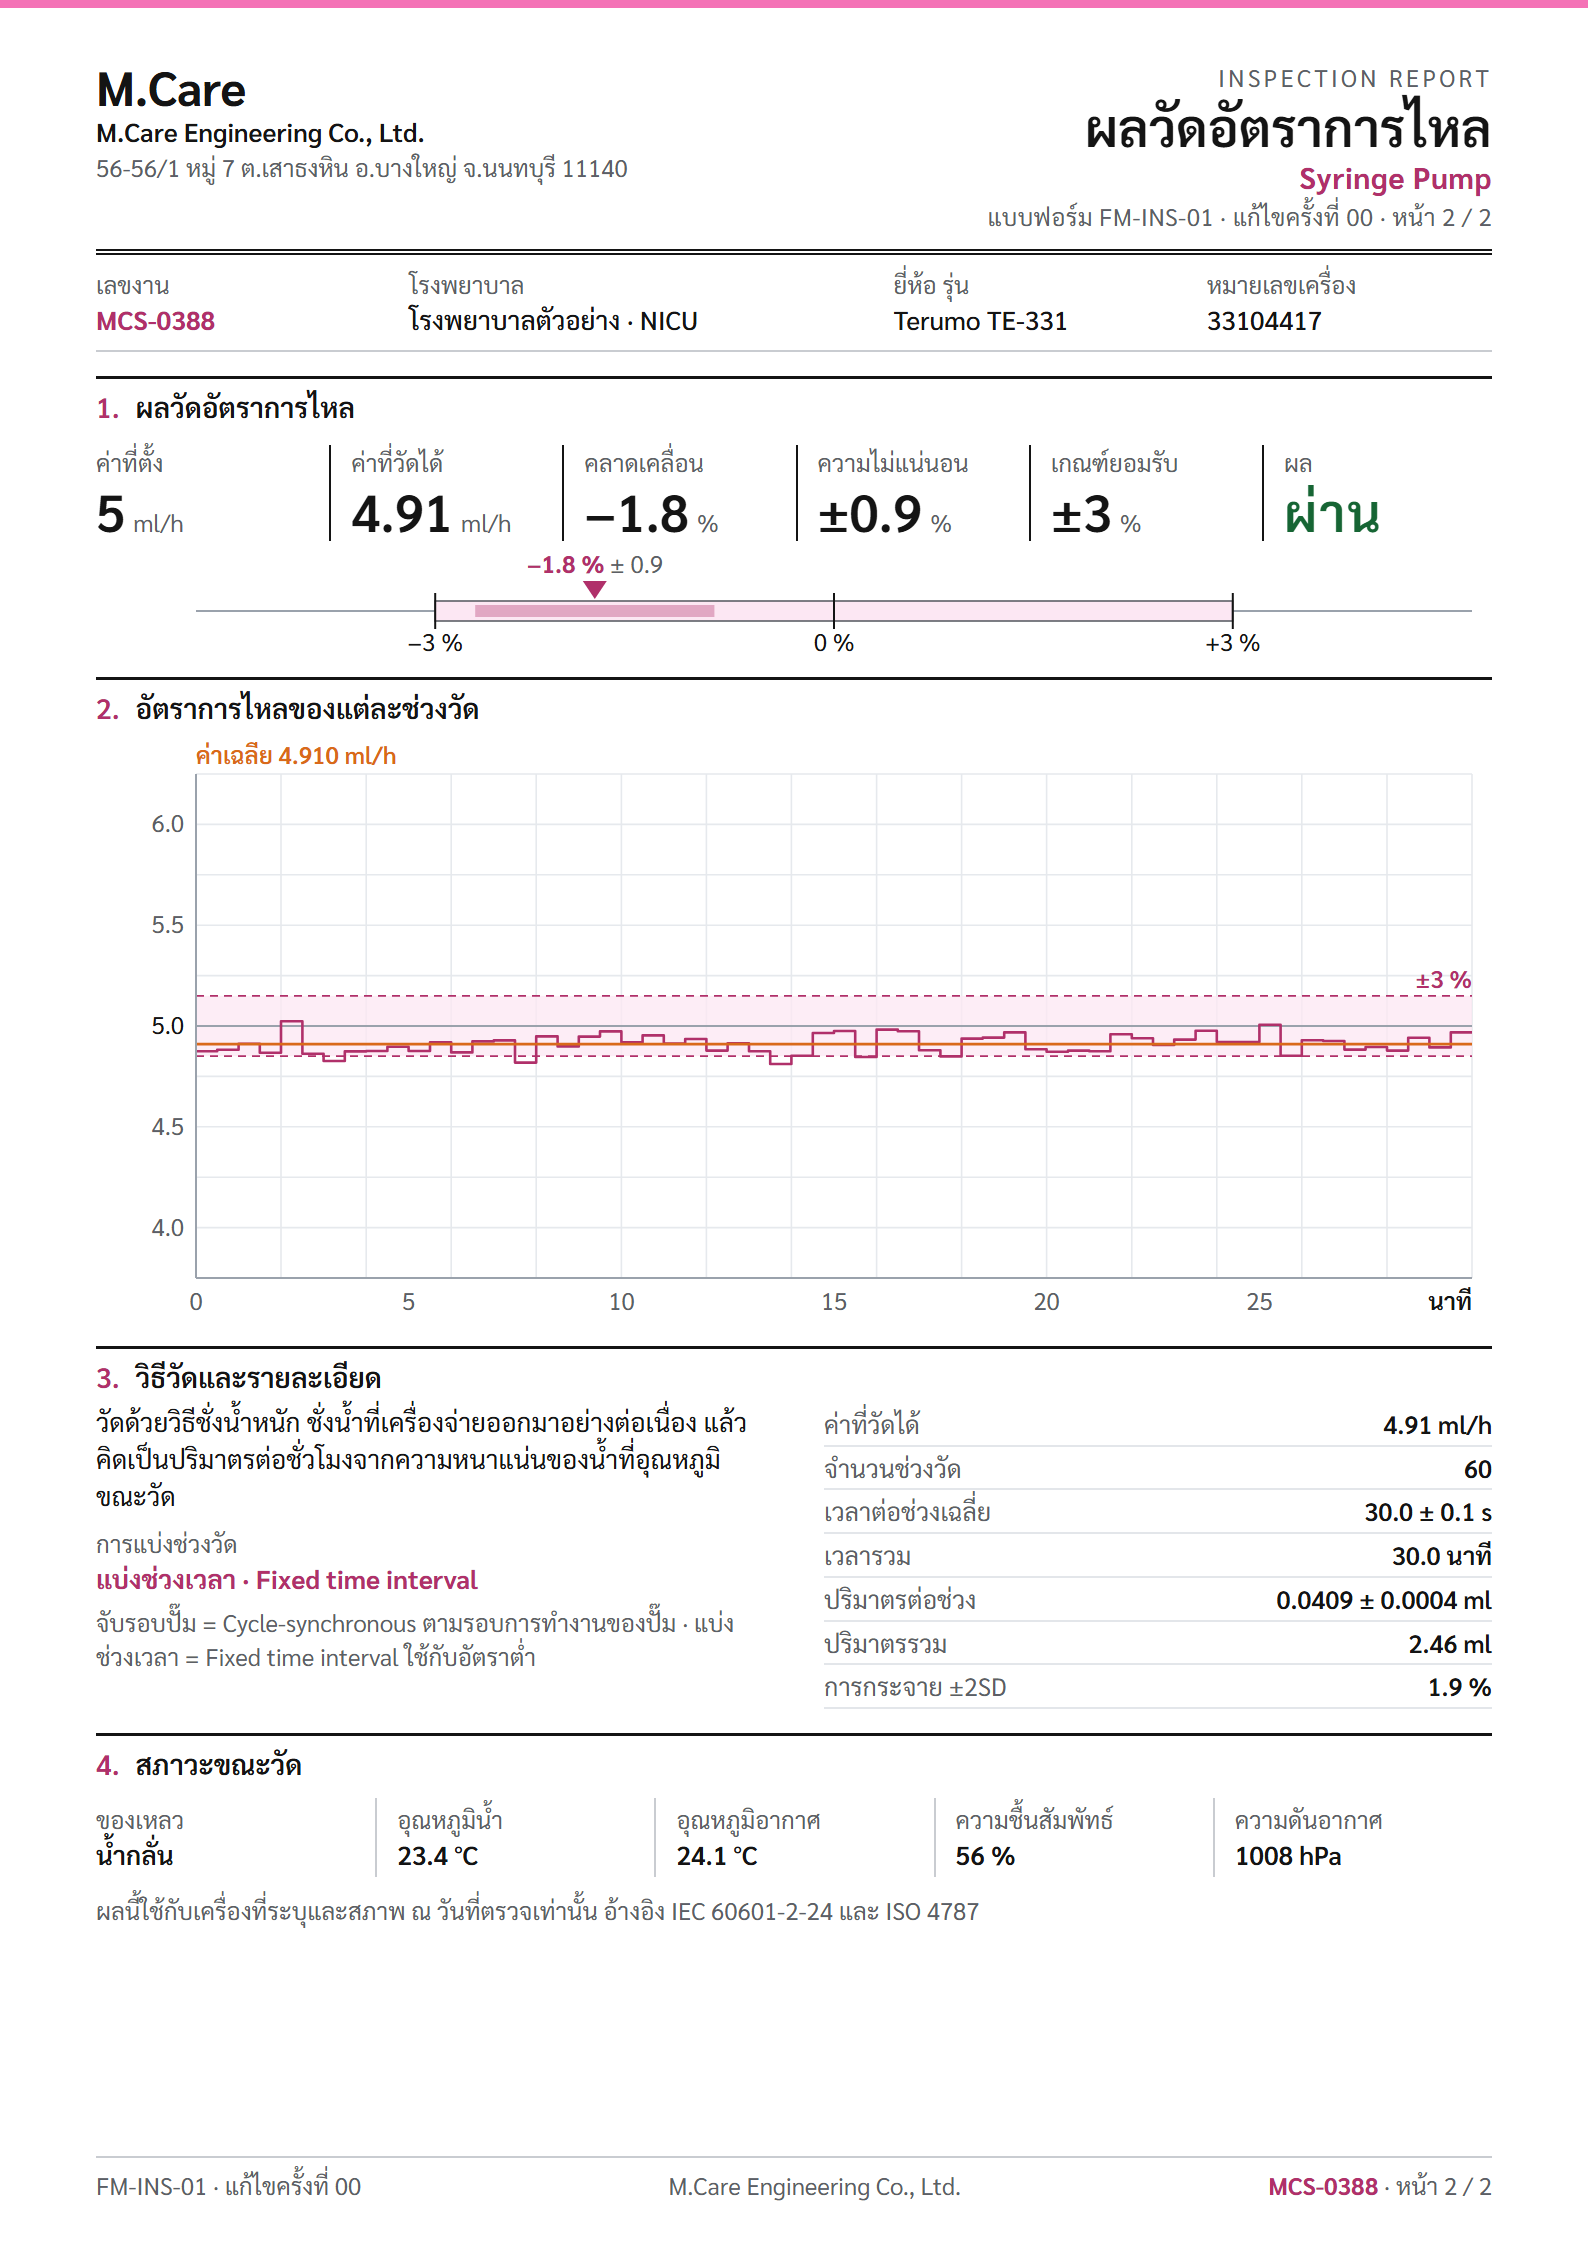 M.Care
M.Care Engineering Co., Ltd.
56-56/1 หมู่ 7 ต.เสาธงหิน อ.บางใหญ่ จ.นนทบุรี 11140
INSPECTION REPORT
ผลวัดอัตราการไหล
Syringe Pump
แบบฟอร์ม FM-INS-01 · แก้ไขครั้งที่ 00 · หน้า 2 / 2
เลขงาน โรงพยาบาล ยี่ห้อ รุ่น หมายเลขเครื่อง
MCS-0388 โรงพยาบาลตัวอย่าง · NICU Terumo TE-331 33104417
1. ผลวัดอัตราการไหล
ค่าที่ตั้ง ค่าที่วัดได้ คลาดเคลื่อน ความไม่แน่นอน เกณฑ์ยอมรับ ผล
5 ml/h 4.91 ml/h −1.8 % ±0.9 % ±3 % ผ่าน
−1.8 % ± 0.9
−3 % 0 % +3 %
2. อัตราการไหลของแต่ละช่วงวัด
ค่าเฉลี่ย 4.910 ml/h
6.0
5.5
±3 %
5.0
4.5
4.0
0 5 10 15 20 25 นาที
3. วิธีวัดและรายละเอียด
วัดด้วยวิธีชั่งน้ำหนัก ชั่งน้ำที่เครื่องจ่ายออกมาอย่างต่อเนื่อง แล้ว
คิดเป็นปริมาตรต่อชั่วโมงจากความหนาแน่นของน้ำที่อุณหภูมิ
ขณะวัด
การแบ่งช่วงวัด
แบ่งช่วงเวลา · Fixed time interval
จับรอบปั๊ม = Cycle-synchronous ตามรอบการทำงานของปั๊ม · แบ่ง
ช่วงเวลา = Fixed time interval ใช้กับอัตราต่ำ
ค่าที่วัดได้ 4.91 ml/h
จำนวนช่วงวัด 60
เวลาต่อช่วงเฉลี่ย 30.0 ± 0.1 s
เวลารวม 30.0 นาที
ปริมาตรต่อช่วง 0.0409 ± 0.0004 ml
ปริมาตรรวม 2.46 ml
การกระจาย ±2SD 1.9 %
4. สภาวะขณะวัด
ของเหลว อุณหภูมิน้ำ อุณหภูมิอากาศ ความชื้นสัมพัทธ์ ความดันอากาศ
น้ำกลั่น 23.4 °C 24.1 °C 56 % 1008 hPa
ผลนี้ใช้กับเครื่องที่ระบุและสภาพ ณ วันที่ตรวจเท่านั้น อ้างอิง IEC 60601-2-24 และ ISO 4787
FM-INS-01 · แก้ไขครั้งที่ 00 M.Care Engineering Co., Ltd. MCS-0388 · หน้า 2 / 2